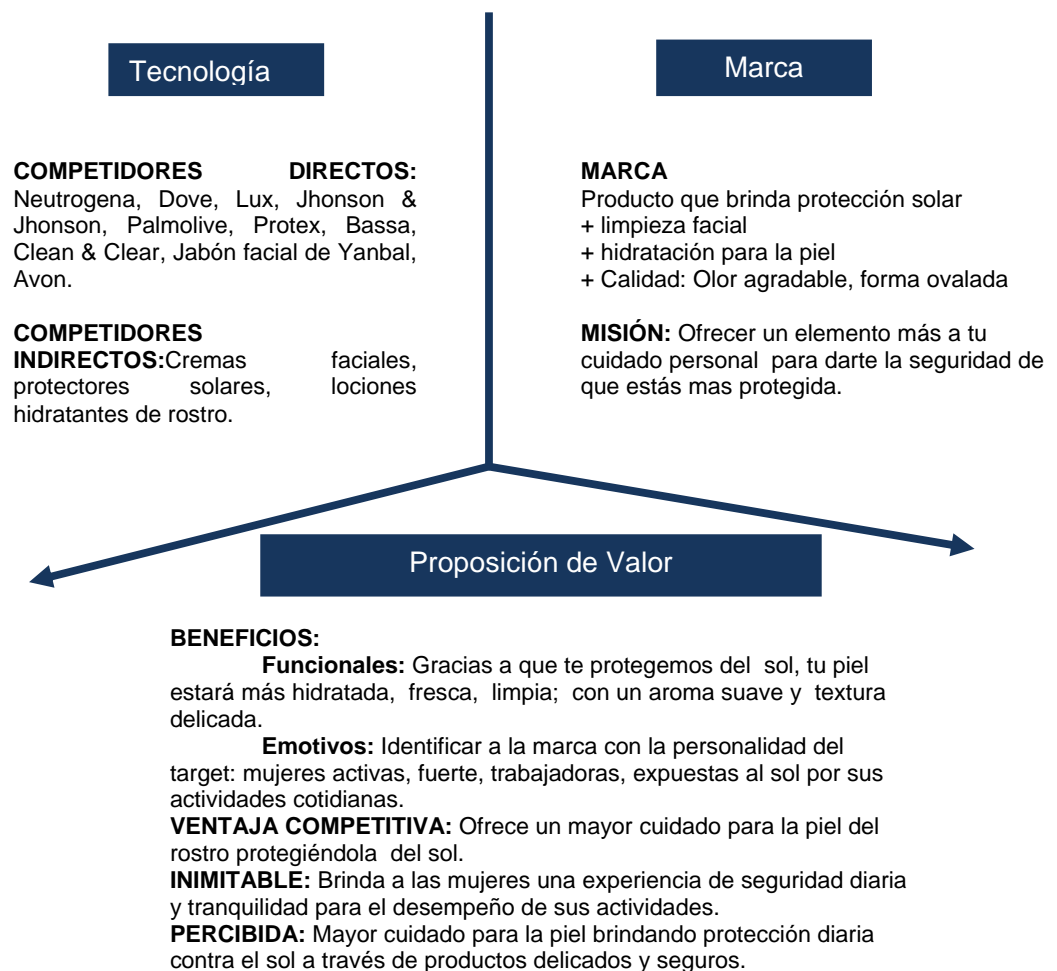 Tecnología
Marca
COMPETIDORES DIRECTOS:
Neutrogena, Dove, Lux, Jhonson &
Jhonson, Palmolive, Protex, Bassa,
Clean & Clear, Jabón facial de Yanbal,
Avon.
COMPETIDORES
INDIRECTOS:Cremas faciales,
protectores solares, lociones
hidratantes de rostro.
MARCA
Producto que brinda protección solar
+ limpieza facial
+ hidratación para la piel
+ Calidad: Olor agradable, forma ovalada
MISIÓN: Ofrecer un elemento más a tu
cuidado personal para darte la seguridad de
que estás mas protegida.
Proposición de Valor
BENEFICIOS:
Funcionales: Gracias a que te protegemos del sol, tu piel
estará más hidratada, fresca, limpia; con un aroma suave y textura
delicada.
Emotivos: Identificar a la marca con la personalidad del
target: mujeres activas, fuerte, trabajadoras, expuestas al sol por sus
actividades cotidianas.
VENTAJA COMPETITIVA: Ofrece un mayor cuidado para la piel del
rostro protegiéndola del sol.
INIMITABLE: Brinda a las mujeres una experiencia de seguridad diaria
y tranquilidad para el desempeño de sus actividades.
PERCIBIDA: Mayor cuidado para la piel brindando protección diaria
contra el sol a través de productos delicados y seguros.